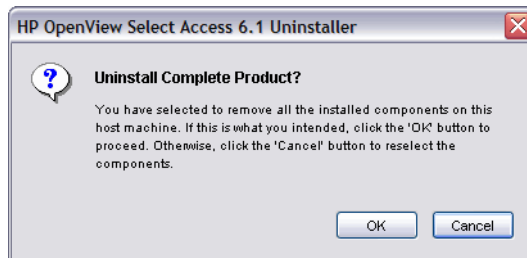 HP OpenView Select Access 6.1 Uninstaller
Uninstall Complete Product?
You have selected to remove all the installed components on this
host machine. If this is what you intended, click the 'OK' button to
proceed. Otherwise, click the 'Cancel' button to reselect the
components.
OK
Cancel